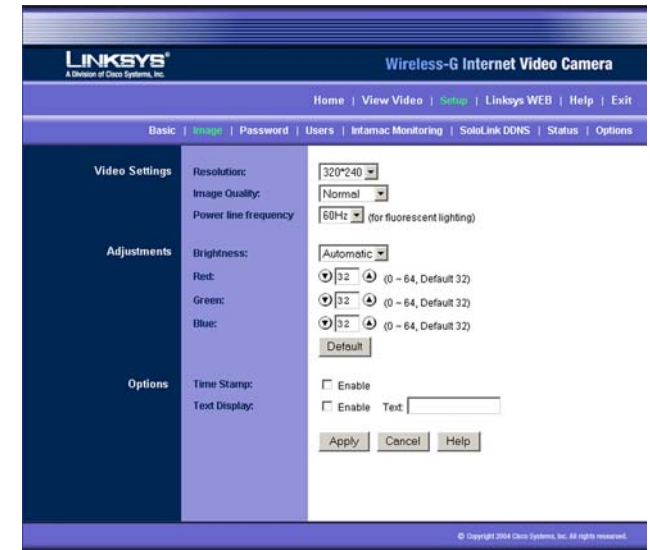 LINKSYS®
A Division of Cisco Systems, Inc.
Wireless-G Internet Video Camera
Home | View Video | Setup | Linksys WEB | Help | Exit
Basic | Image | Password | Users | Intamac Monitoring | SoloLink DDNS | Status | Options
Video Settings
Resolution: 320*240
Image Quality: Normal
Power line frequency 60Hz (for fluorescent lighting)
Adjustments
Brightness: Automatic
Red: 32 (0 ~ 64, Default 32)
Green: 32 (0 ~ 64, Default 32)
Blue: 32 (0 ~ 64, Default 32)
Default
Options
Time Stamp: Enable
Text Display: Enable Text:
Apply Cancel Help
© Copyright 2004 Cisco Systems, Inc. All rights reserved.